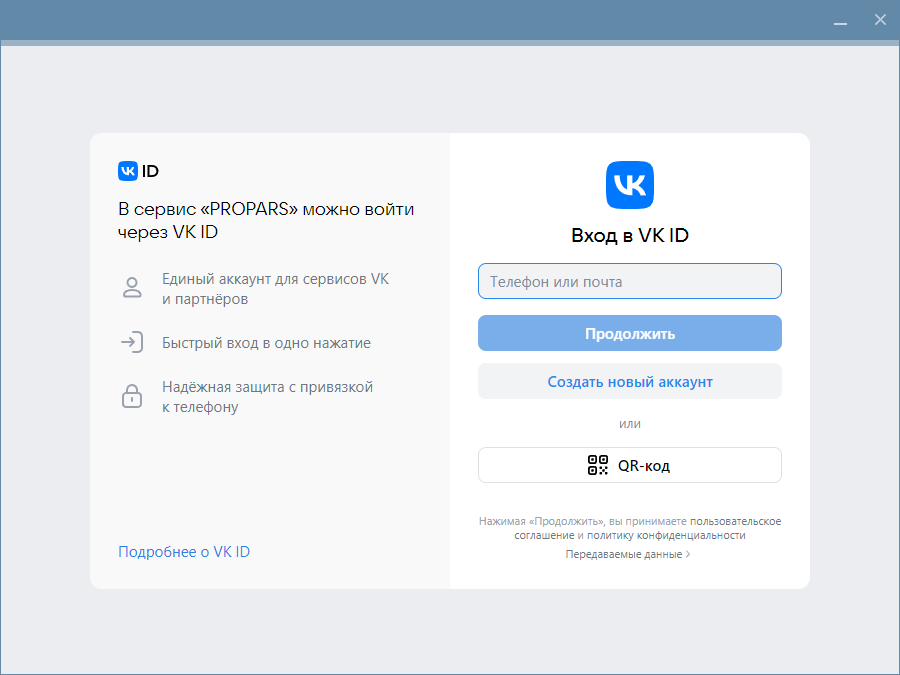 VK ID
В сервис «PROPARS» можно войти
через VK ID
Единый аккаунт для сервисов VK
и партнёров
Быстрый вход в одно нажатие
Надёжная защита с привязкой
к телефону
Подробнее о VK ID
VK
Вход в VK ID
Телефон или почта
Продолжить
Создать новый аккаунт
или
QR-код
Нажимая «Продолжить», вы принимаете пользовательское
соглашение и политику конфиденциальности
Передаваемые данные >